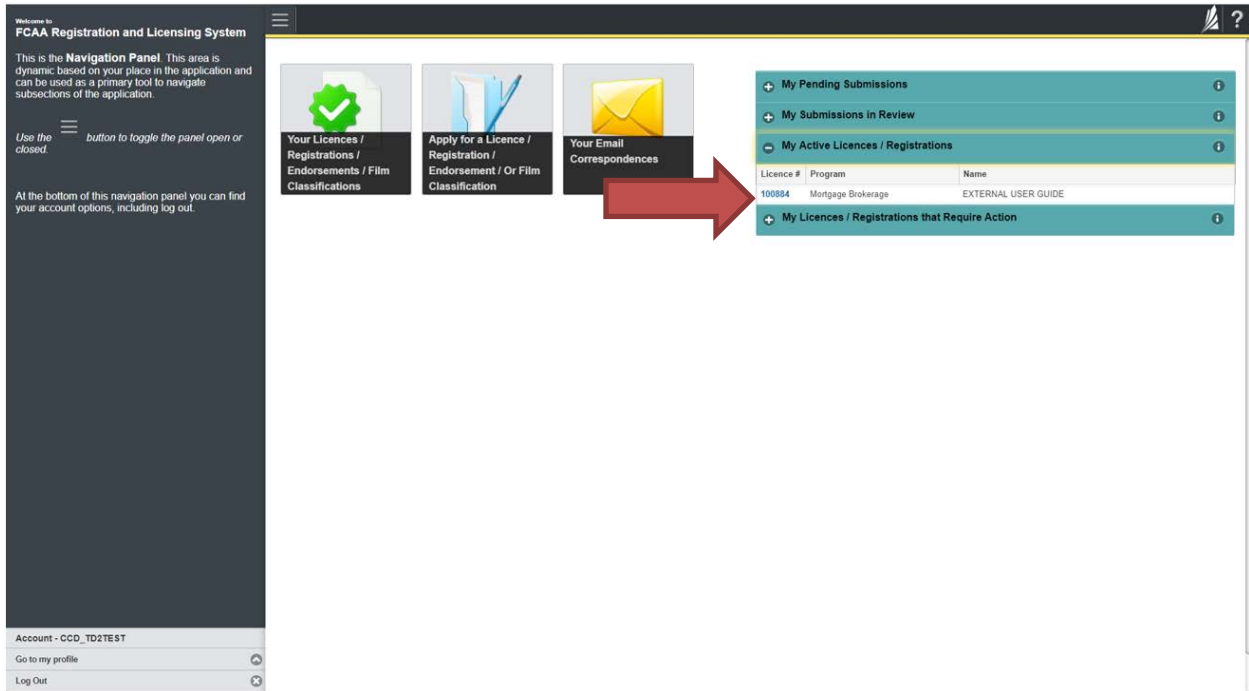 Welcome to
FCAA Registration and Licensing System
This is the Navigation Panel. This area is
dynamic based on your place in the application and
can be used as a primary tool to navigate
subsections of the application.
Use the button to toggle the panel open or
closed.
At the bottom of this navigation panel you can find
your account options, including log out.
Account - CCD_TD2TEST
Go to my profile
Log Out
?
Your Licences /
Registrations /
Endorsements / Film
Classifications
Apply for a Licence /
Registration /
Endorsement / Or Film
Classification
Your Email
Correspondences
My Pending Submissions
My Submissions in Review
My Active Licences / Registrations
Licence # Program Name
100884 Mortgage Brokerage EXTERNAL USER GUIDE
My Licences / Registrations that Require Action